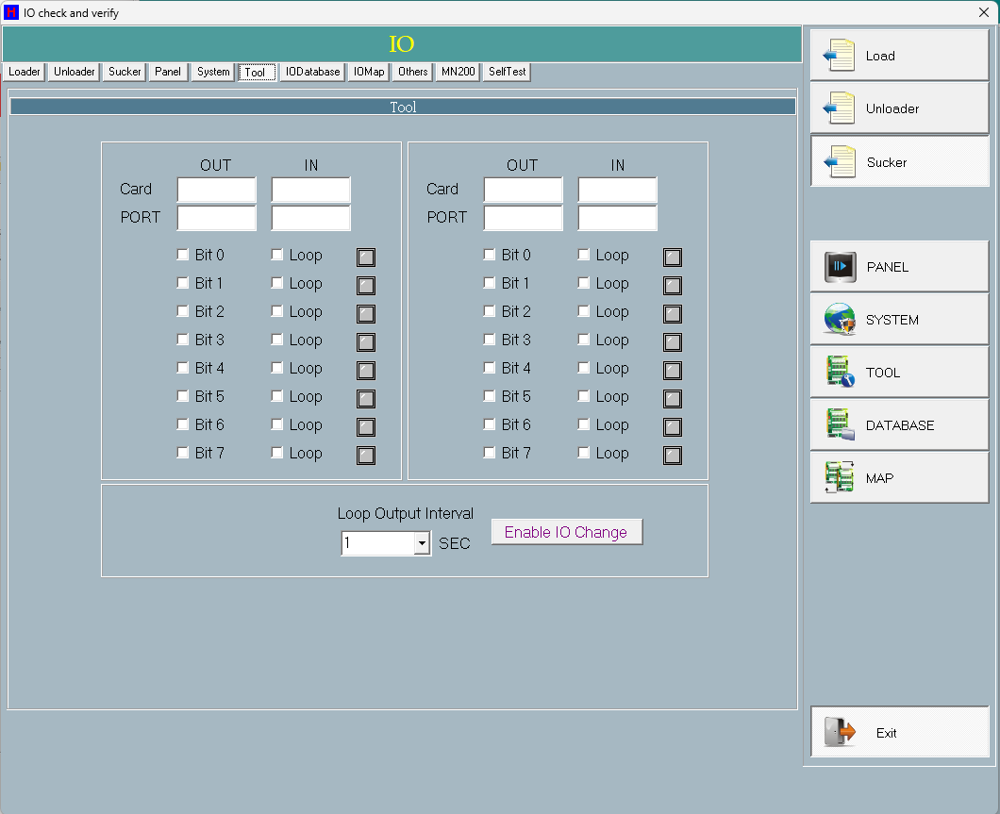 H IO check and verify
IO
Loader Unloader Sucker Panel System Tool IODatabase IOMap Others MN200 SelfTest
Tool
OUT IN
Card
PORT
Bit 0 Loop
Bit 1 Loop
Bit 2 Loop
Bit 3 Loop
Bit 4 Loop
Bit 5 Loop
Bit 6 Loop
Bit 7 Loop
OUT IN
Card
PORT
Bit 0 Loop
Bit 1 Loop
Bit 2 Loop
Bit 3 Loop
Bit 4 Loop
Bit 5 Loop
Bit 6 Loop
Bit 7 Loop
Loop Output Interval
1 SEC
Enable IO Change
Load
Unloader
Sucker
PANEL
SYSTEM
TOOL
DATABASE
MAP
Exit